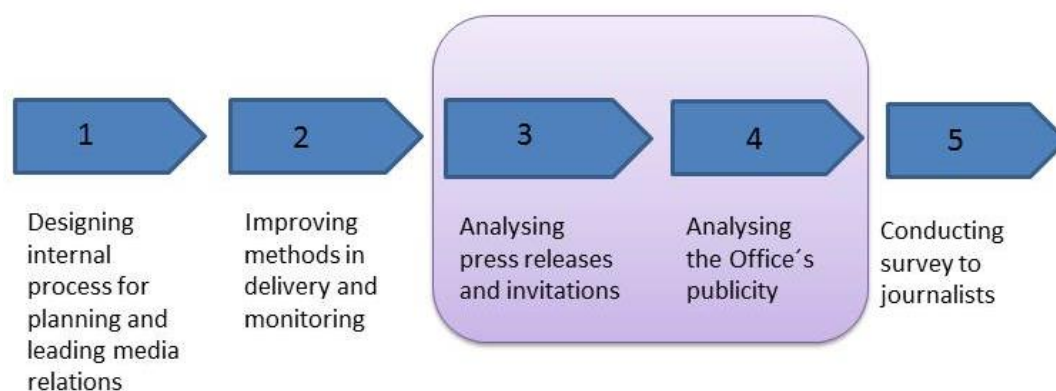 1
Designing
internal
process for
planning and
leading media
relations
2
Improving
methods in
delivery and
monitoring
3
Analysing
press releases
and invitations
4
Analysing
the Office´s
publicity
5
Conducting
survey to
journalists